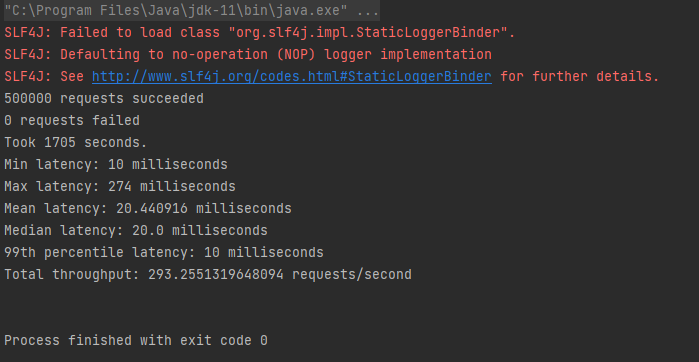 "C:\Program Files\Java\jdk-11\bin\java.exe" ...
SLF4J: Failed to load class "org.slf4j.impl.StaticLoggerBinder".
SLF4J: Defaulting to no-operation (NOP) logger implementation
SLF4J: See http://www.slf4j.org/codes.html#StaticLoggerBinder for further details.
500000 requests succeeded
0 requests failed
Took 1705 seconds.
Min latency: 10 milliseconds
Max latency: 274 milliseconds
Mean latency: 20.440916 milliseconds
Median latency: 20.0 milliseconds
99th percentile latency: 10 milliseconds
Total throughput: 293.2551319648094 requests/second
Process finished with exit code 0